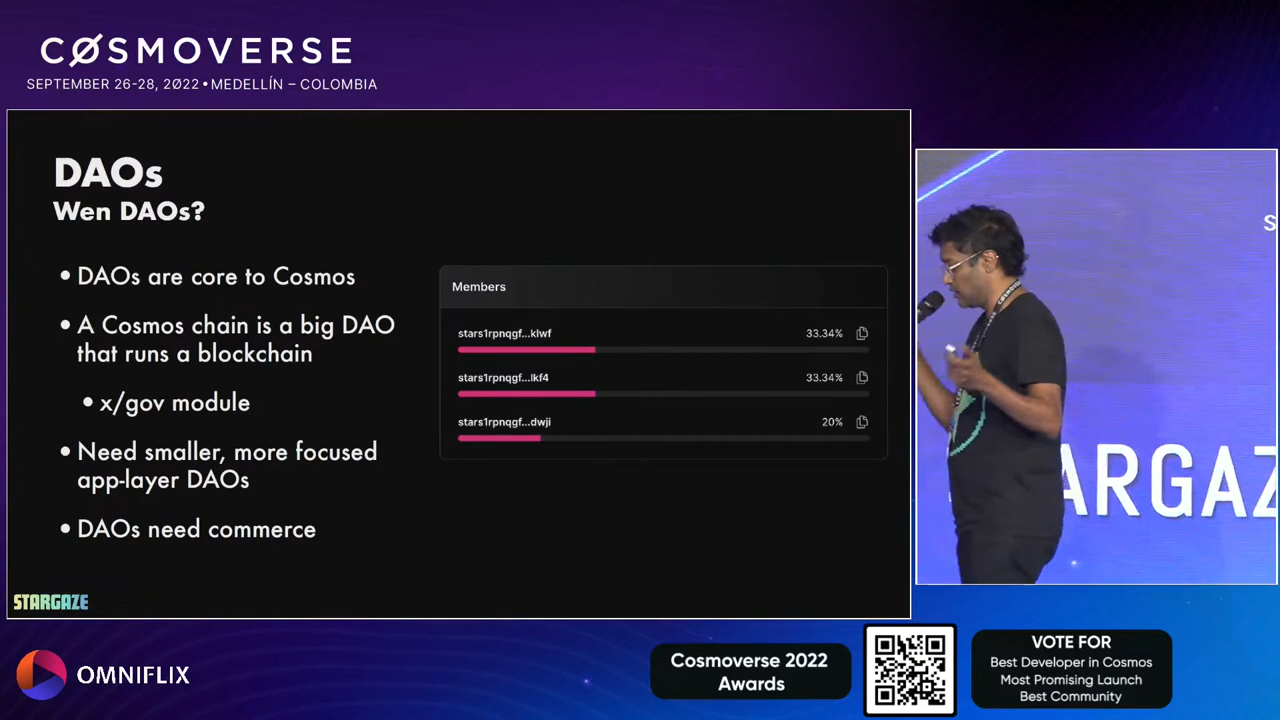 CØSMOVERSE
SEPTEMBER 26-28, 2Ø22 • MEDELLÍN – COLOMBIA
DAOs
Wen DAOs?
• DAOs are core to Cosmos
• A Cosmos chain is a big DAO
that runs a blockchain
• x/gov module
• Need smaller, more focused
app-layer DAOs
• DAOs need commerce
Members
stars1rpnqgf...klwf 33.34%
stars1rpnqgf...lkf4 33.34%
stars1rpnqgf...dwji 20%
STARGAZE
S
ARGAZ
OMNIFLIX
Cosmoverse 2022
Awards
VOTE FOR
Best Developer in Cosmos
Most Promising Launch
Best Community